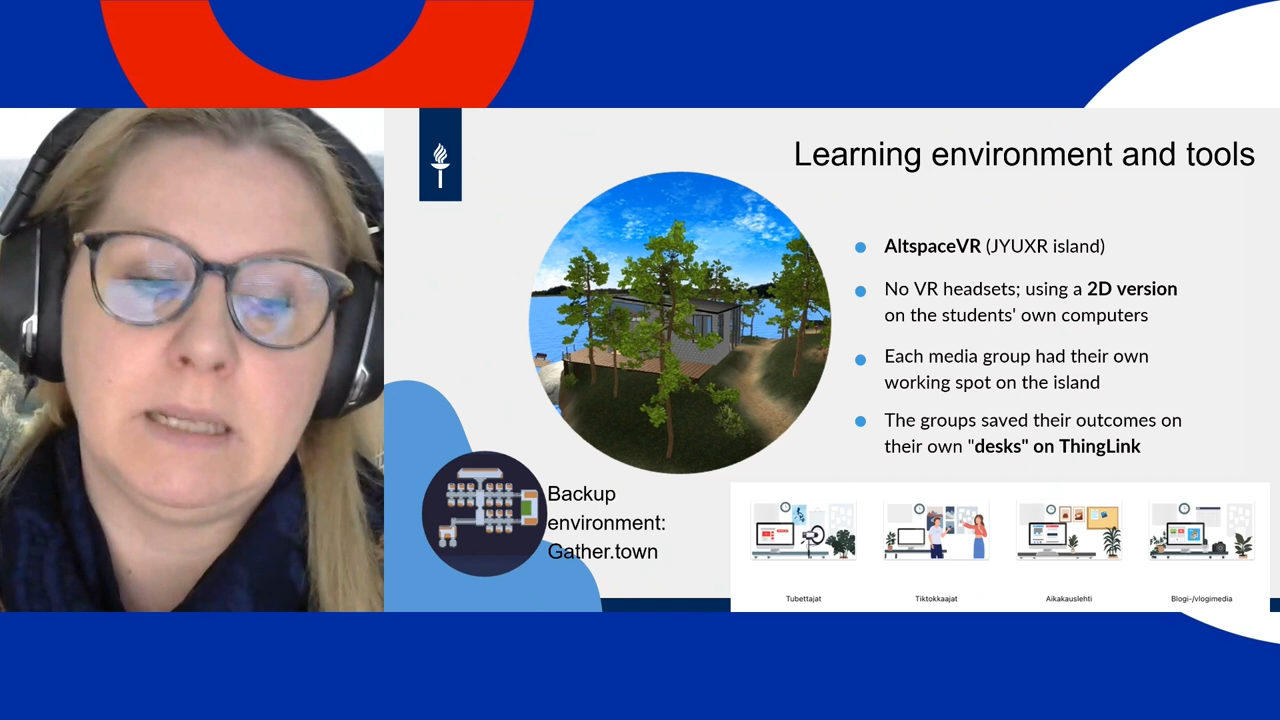 Learning environment and tools
AltspaceVR (JYUXR island)
No VR headsets; using a 2D version
on the students' own computers
Each media group had their own
working spot on the island
The groups saved their outcomes on
their own "desks" on ThingLink
Backup
environment:
Gather.town
Tubettajat
Tiktokkaajat
Aikakauslehti
Blogi-/vlogimedia